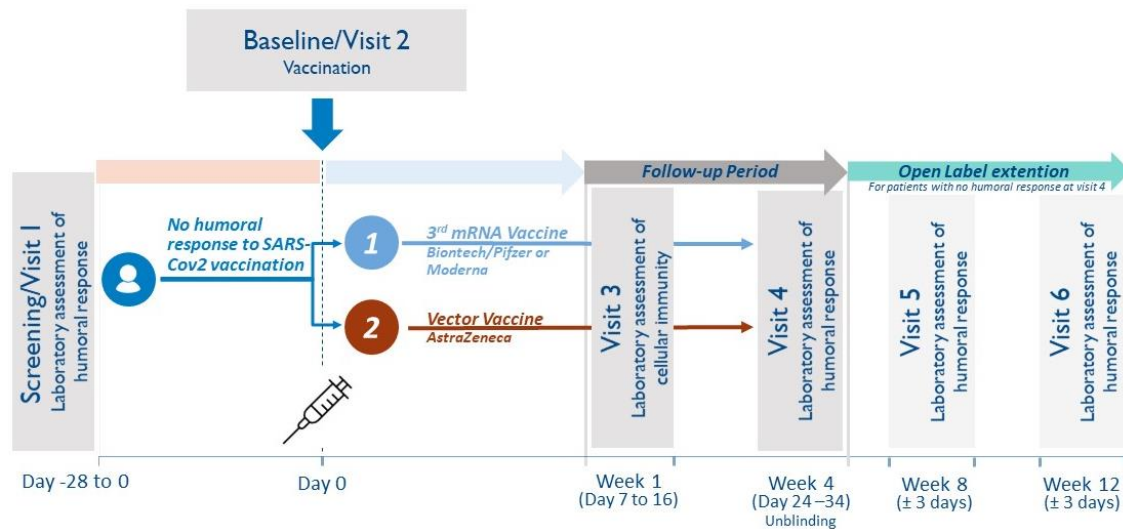 Baseline/Visit 2
Vaccination
Follow-up Period
Open Label extention
For patients with no humoral response at visit 4
Screening/Visit 1
Laboratory assessment of
humoral response
No humoral
response to SARS-
Cov2 vaccination
1
3rd mRNA Vaccine
Biontech/Pifzer or
Moderna
2
Vector Vaccine
AstraZeneca
Visit 3
Laboratory assessment of
cellular immunity
Visit 4
Laboratory assessment of
humoral response
Visit 5
Laboratory assessment of
humoral response
Visit 6
Laboratory assessment of
humoral response
Day -28 to 0
Day 0
Week 1
(Day 7 to 16)
Week 4
(Day 24 –34)
Unblinding
Week 8
(± 3 days)
Week 12
(± 3 days)